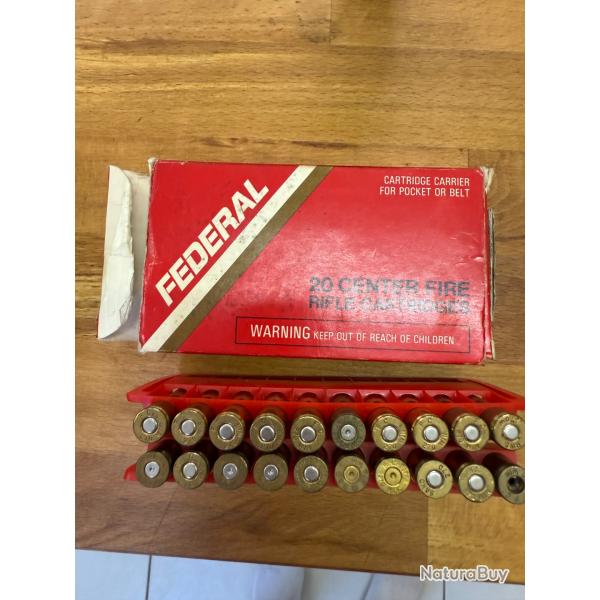 CARTRIDGE CARRIER
FOR POCKET OR BELT
FEDERAL
20 CENTER FIRE
RIFLE CARTRIDGES
WARNING KEEP OUT OF REACH OF CHILDREN
NaturaBuy